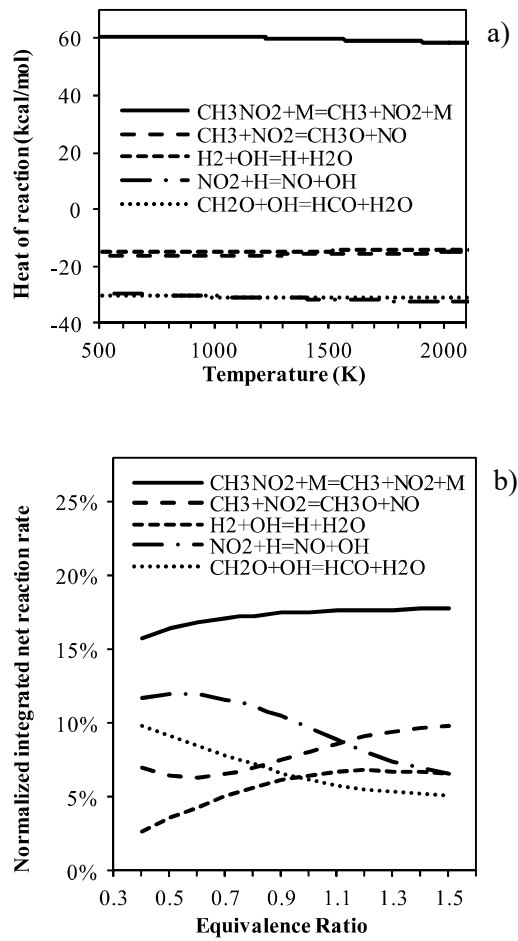 a)
60
40
20
0
-20
-40
Heat of reaction (kcal/mol)
CH3NO2+M=CH3+NO2+M
CH3+NO2=CH3O+NO
H2+OH=H+H2O
NO2+H=NO+OH
CH2O+OH=HCO+H2O
500 1000 1500 2000
Temperature (K)
b)
25%
20%
15%
10%
5%
0%
Normalized integrated net reaction rate
CH3NO2+M=CH3+NO2+M
CH3+NO2=CH3O+NO
H2+OH=H+H2O
NO2+H=NO+OH
CH2O+OH=HCO+H2O
0.3 0.5 0.7 0.9 1.1 1.3 1.5
Equivalence Ratio